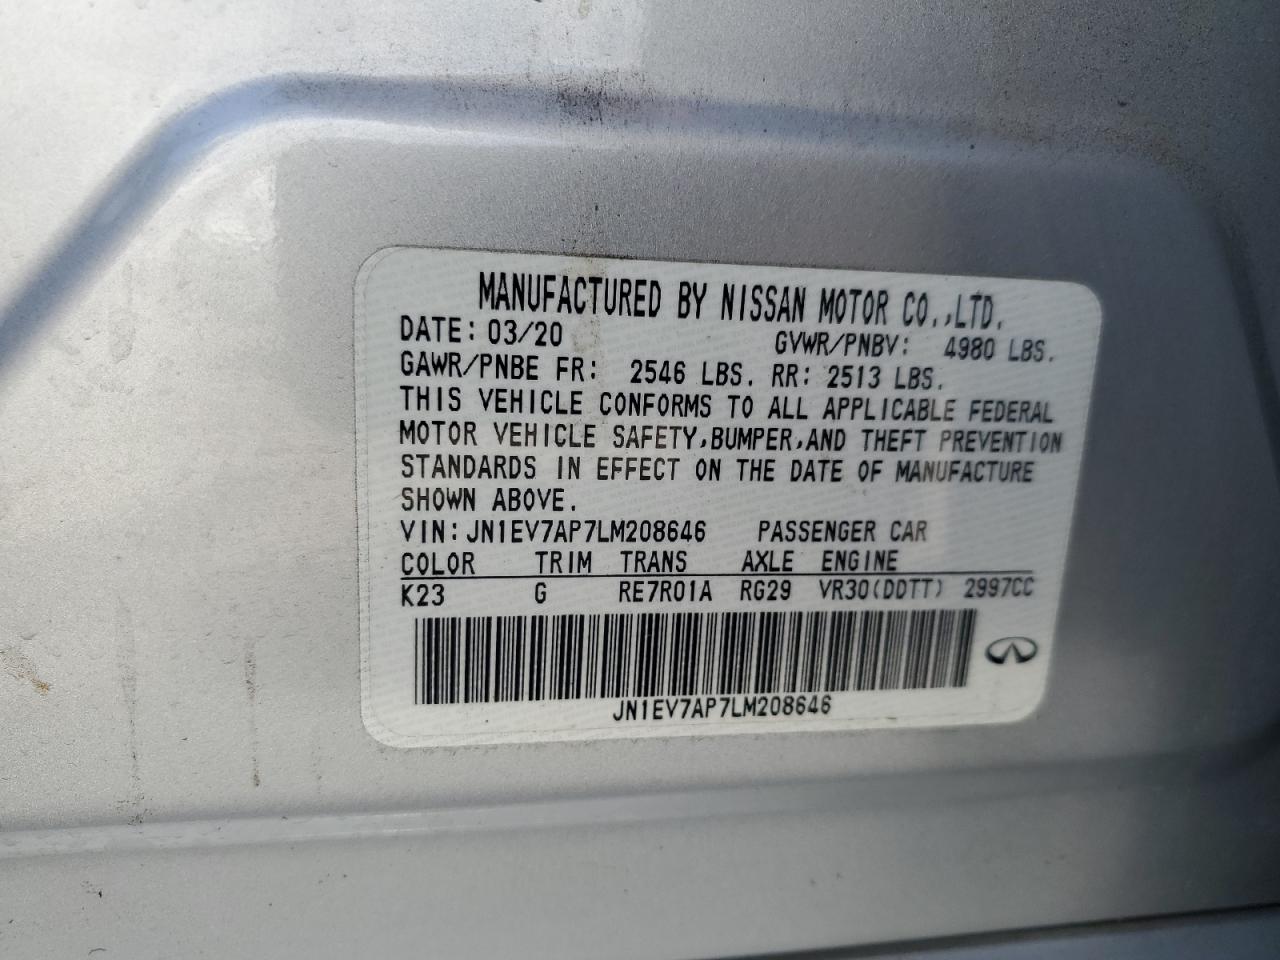 MANUFACTURED BY NISSAN MOTOR CO.,LTD.
DATE: 03/20 GVWR/PNBV: 4980 LBS.
GAWR/PNBE FR: 2546 LBS. RR: 2513 LBS.
THIS VEHICLE CONFORMS TO ALL APPLICABLE FEDERAL
MOTOR VEHICLE SAFETY,BUMPER,AND THEFT PREVENTION
STANDARDS IN EFFECT ON THE DATE OF MANUFACTURE
SHOWN ABOVE.
VIN: JN1EV7AP7LM208646 PASSENGER CAR
COLOR TRIM TRANS AXLE ENGINE
K23 G RE7R01A RG29 VR30(DDTT) 2997CC
JN1EV7AP7LM208646